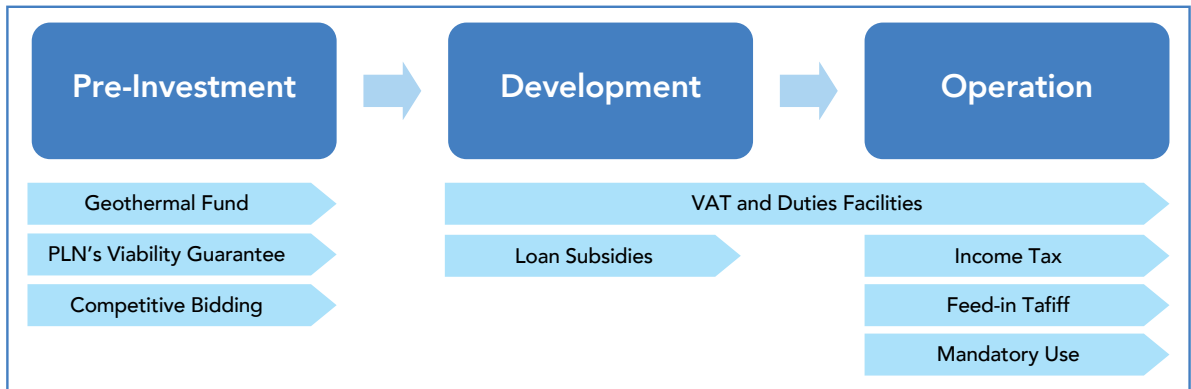 Pre-Investment
Development
Operation
Geothermal Fund
VAT and Duties Facilities
PLN's Viability Guarantee
Loan Subsidies
Income Tax
Competitive Bidding
Feed-in Tafiff
Mandatory Use